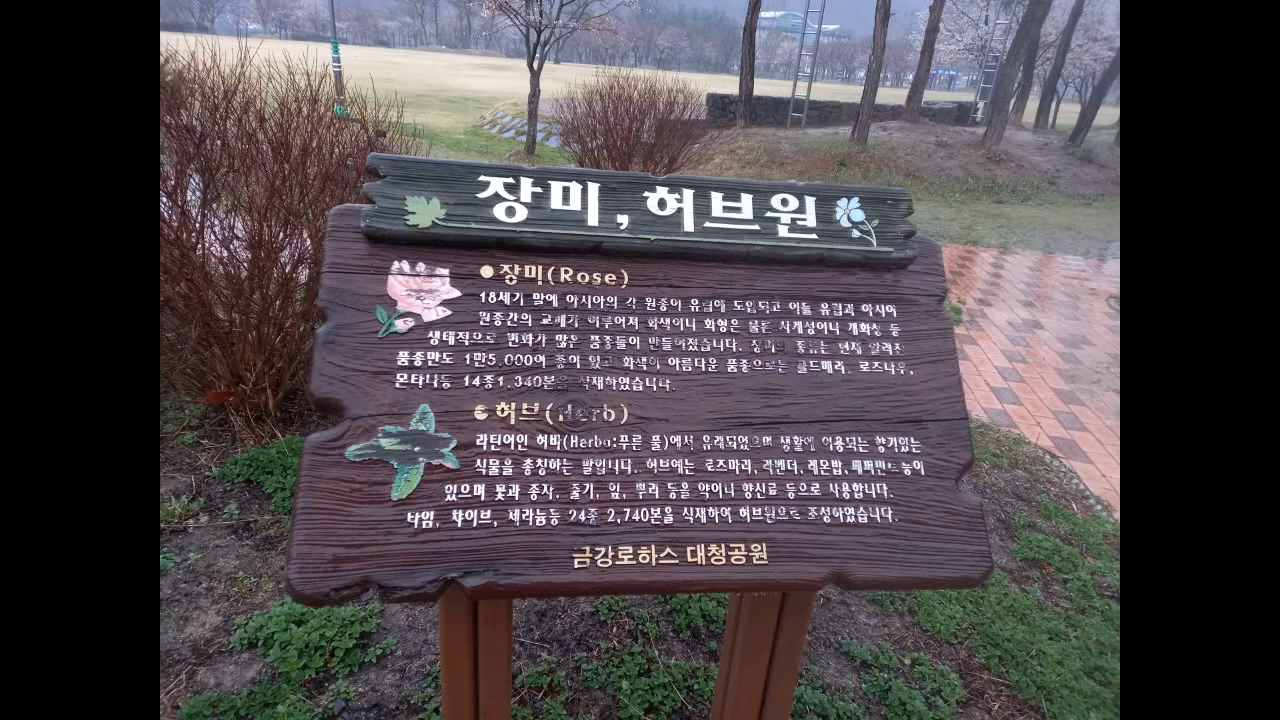 장미, 허브원
●장미(Rose)
18세기 말에 아시아의 각 원종이 유럽에 도입되고 이들 유럽과 아시아
원종간의 교배가 이루어져 화색이나 화형은 물론 사계성이나 개화성 등
생태적으로 변화가 많은 품종들이 만들어졌습니다. 장미의 종류는 현재 알려진
품종만도 1만5,000여 종이 있고 화색이 아름다운 품종으로는 골드메리, 로즈나우,
몬타나등 14종1,340본을 식재하였습니다.
●허브(Herb)
라틴어인 허바(Herba:푸른 풀)에서 유래되었으며 생활에 이용되는 향기있는
식물을 총칭하는 말입니다. 허브에는 로즈마리, 라벤더, 레몬밤, 페퍼민트등이
있으며 꽃과 종자, 줄기, 잎, 뿌리 등을 약이나 향신료 등으로 사용합니다.
타임, 차이브, 제라늄등 24종 2,740본을 식재하여 허브원으로 조성하였습니다.
금강로하스 대청공원